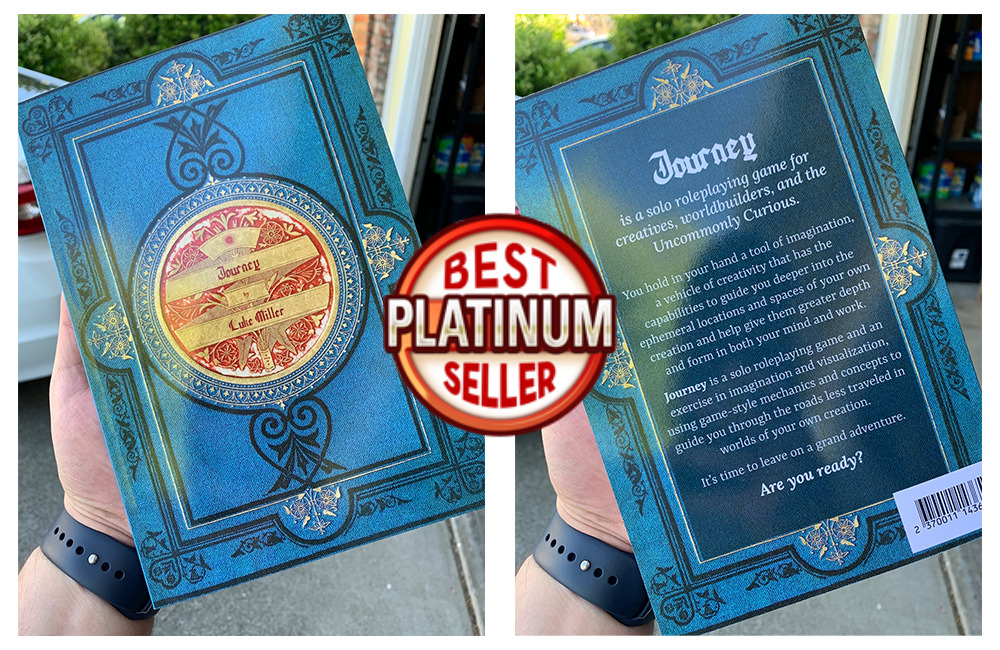 Journey
by
Luke Miller
BEST
PLATINUM
SELLER
Journey
is a solo roleplaying game for
creatives, worldbuilders, and the
Uncommonly Curious.
You hold in your hand a tool of imagination,
a vehicle of creativity that has the
capabilities to guide you deeper into the
ephemeral locations and spaces of your own
creation and help give them greater depth
and form in both your mind and work.
Journey is a solo roleplaying game and an
exercise in imagination and visualization,
using game-style mechanics and concepts to
guide you through the roads less traveled in
worlds of your own creation.
It's time to leave on a grand adventure.
Are you ready?
2 370011 1436